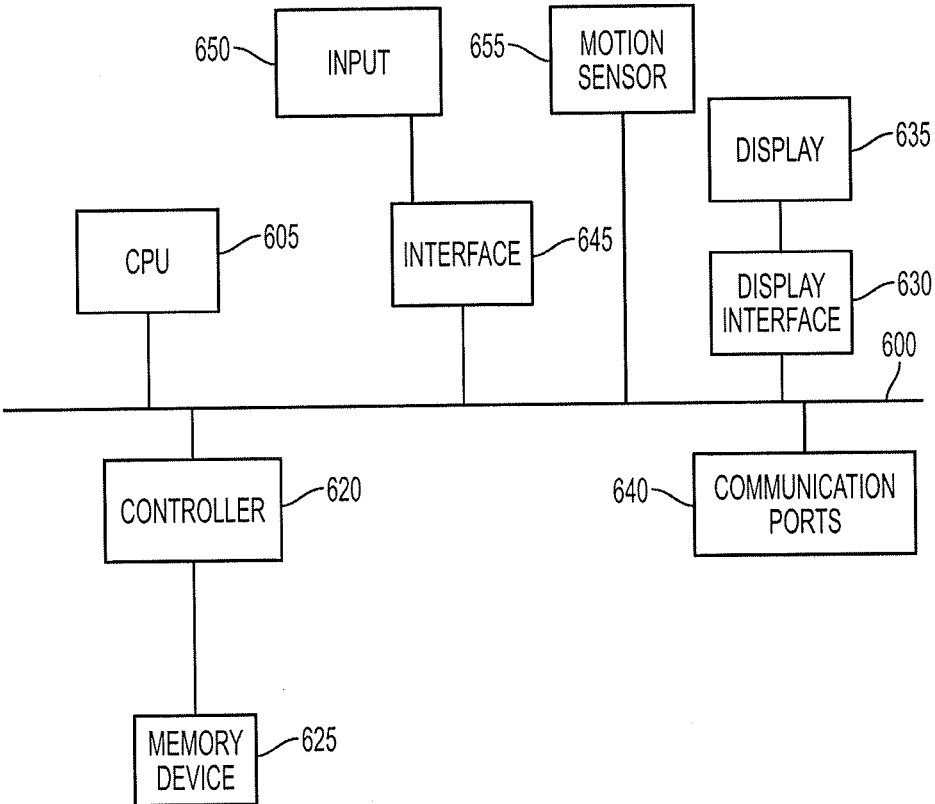 650
INPUT
655
MOTION
SENSOR
DISPLAY
635
CPU
605
INTERFACE
645
DISPLAY
INTERFACE
630
600
CONTROLLER
620
640
COMMUNICATION
PORTS
MEMORY
DEVICE
625